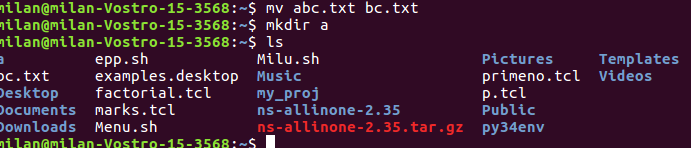 milan@milan-Vostro-15-3568:~$ mv abc.txt bc.txt
milan@milan-Vostro-15-3568:~$ mkdir a
milan@milan-Vostro-15-3568:~$ ls
a epp.sh Milu.sh Pictures Templates
bc.txt examples.desktop Music primeno.tcl Videos
Desktop factorial.tcl my_proj p.tcl
Documents marks.tcl ns-allinone-2.35 Public
Downloads Menu.sh ns-allinone-2.35.tar.gz py34env
milan@milan-Vostro-15-3568:~$